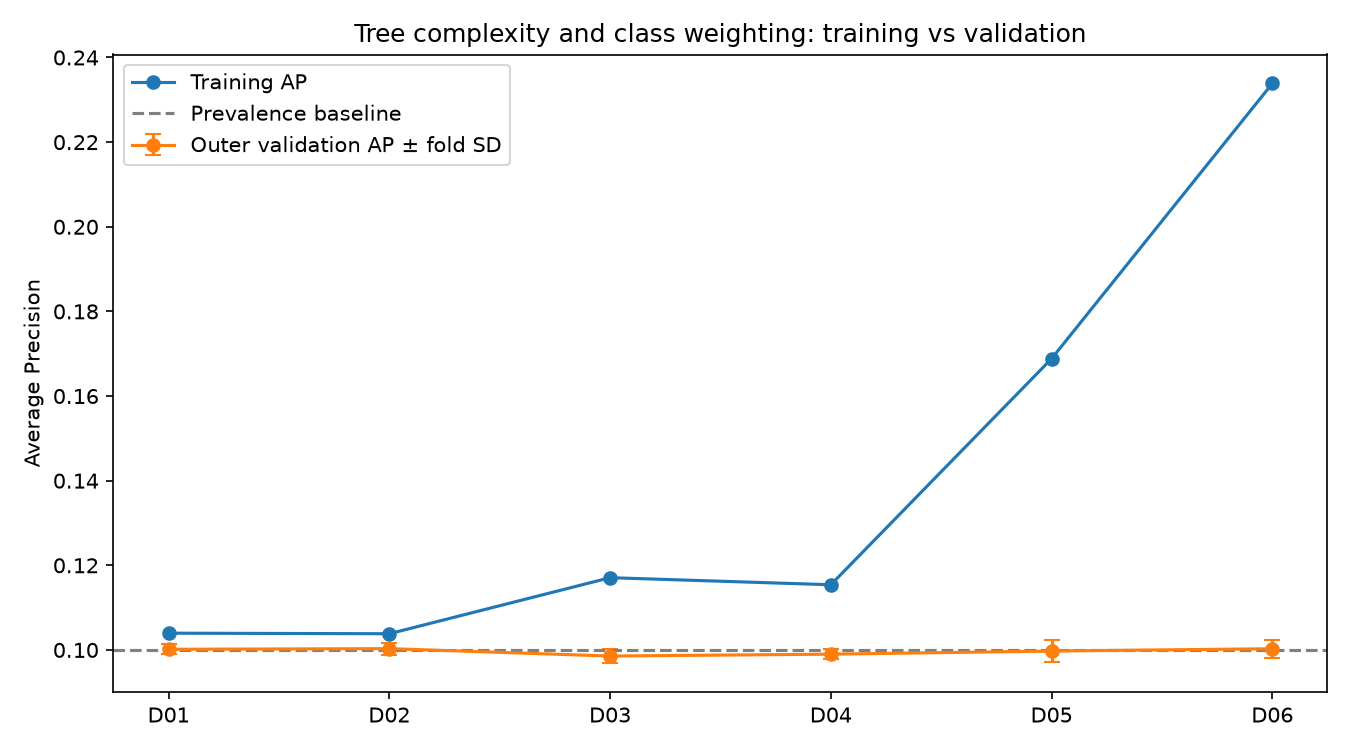 Tree complexity and class weighting: training vs validation
Training AP
Prevalence baseline
Outer validation AP ± fold SD
Average Precision
0.24
0.22
0.20
0.18
0.16
0.14
0.12
0.10
D01 D02 D03 D04 D05 D06